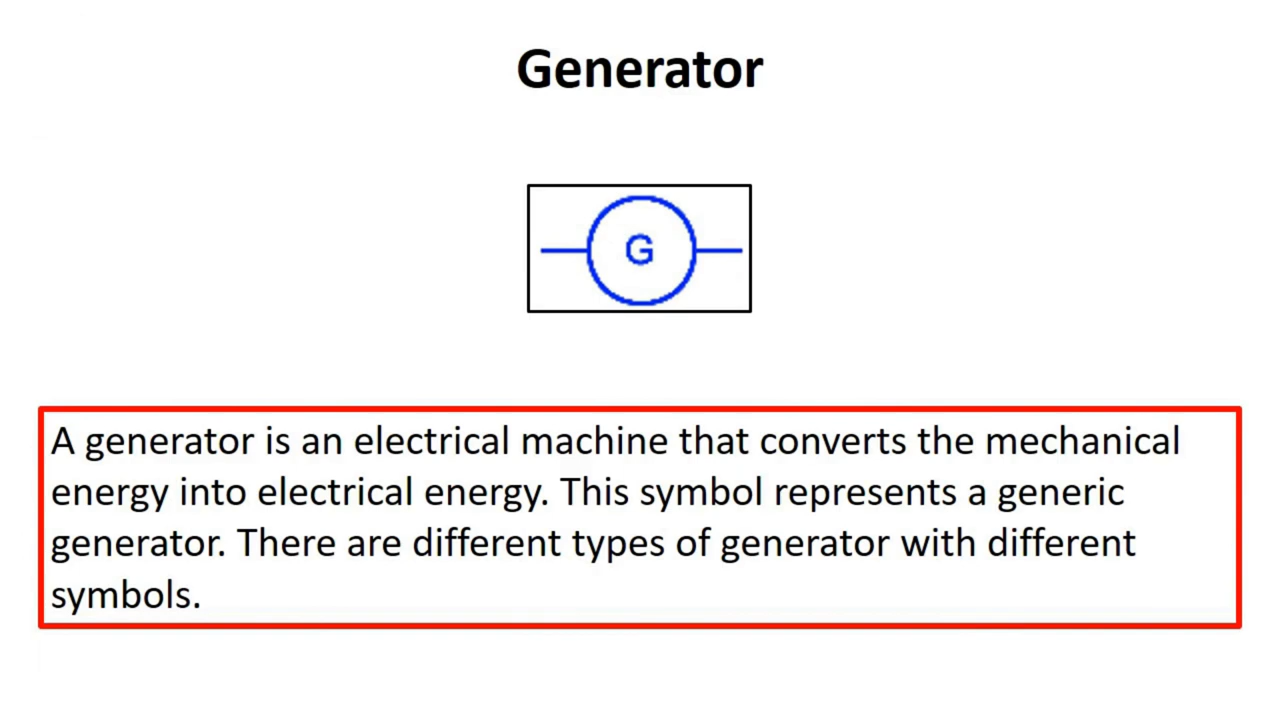 Generator
G
A generator is an electrical machine that converts the mechanical
energy into electrical energy. This symbol represents a generic
generator. There are different types of generator with different
symbols.